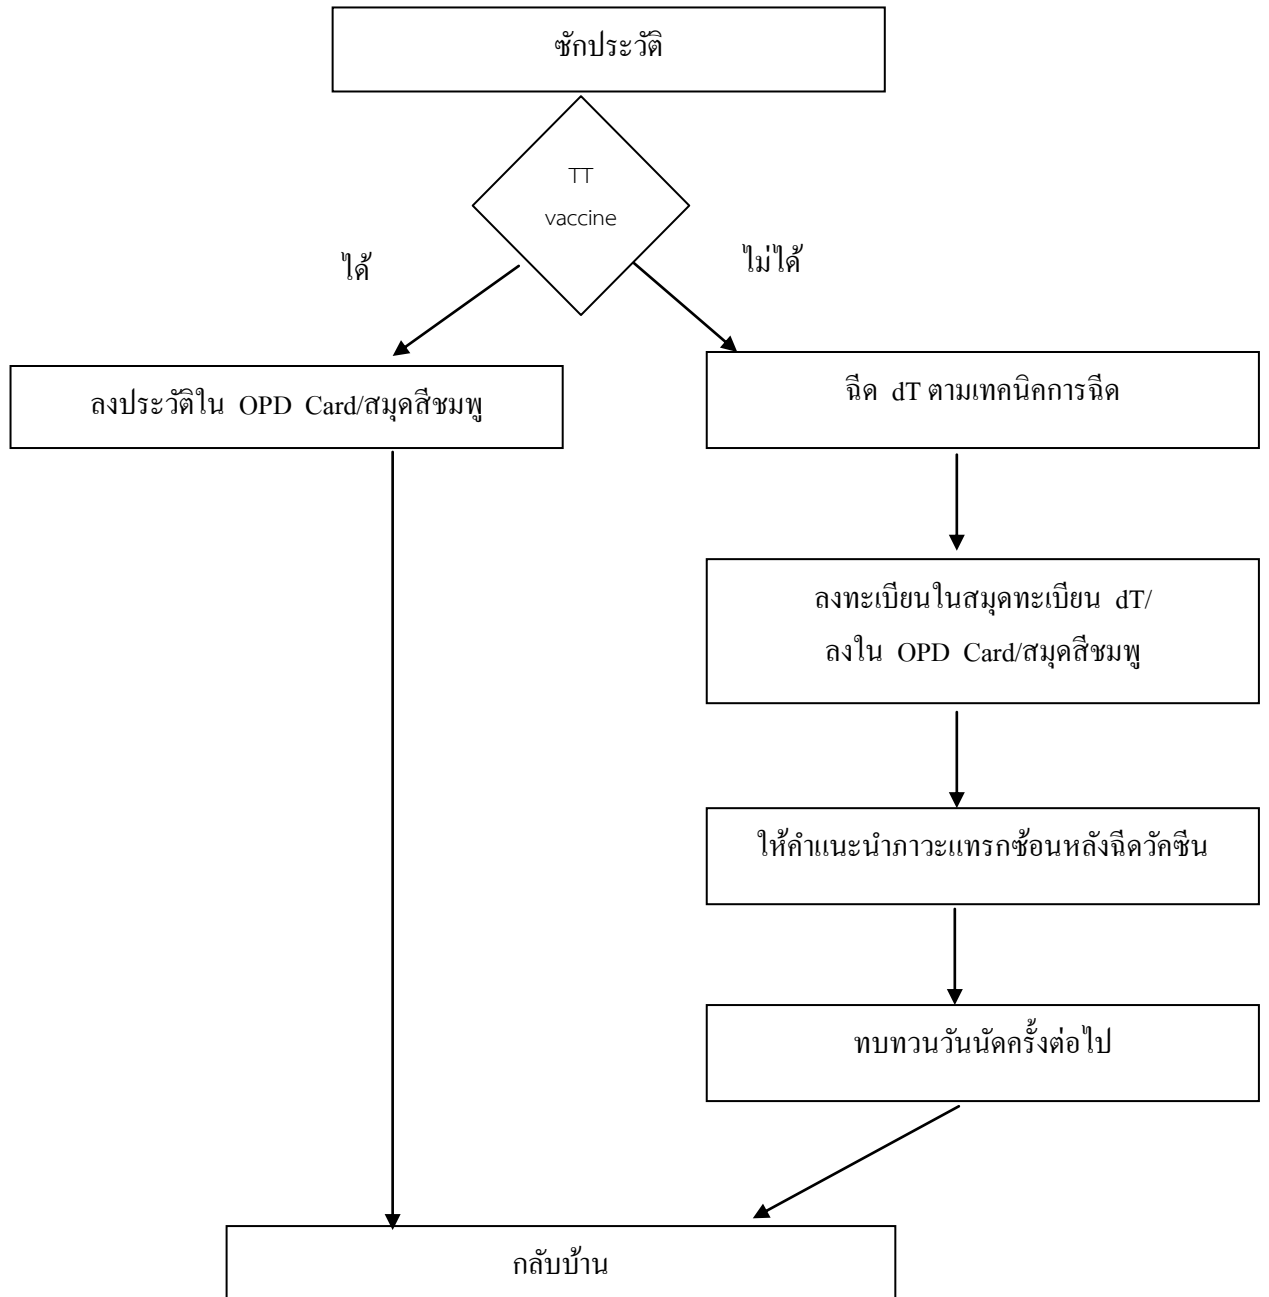 ซักประวัติ
TT
vaccine
ได้
ไม่ได้
ลงประวัติใน OPD Card/สมุดสีชมพู
ฉีด dT ตามเทคนิคการฉีด
ลงทะเบียนในสมุดทะเบียน dT/
ลงใน OPD Card/สมุดสีชมพู
ให้คำแนะนำภาวะแทรกซ้อนหลังฉีดวัคซีน
ทบทวนวันนัดครั้งต่อไป
กลับบ้าน